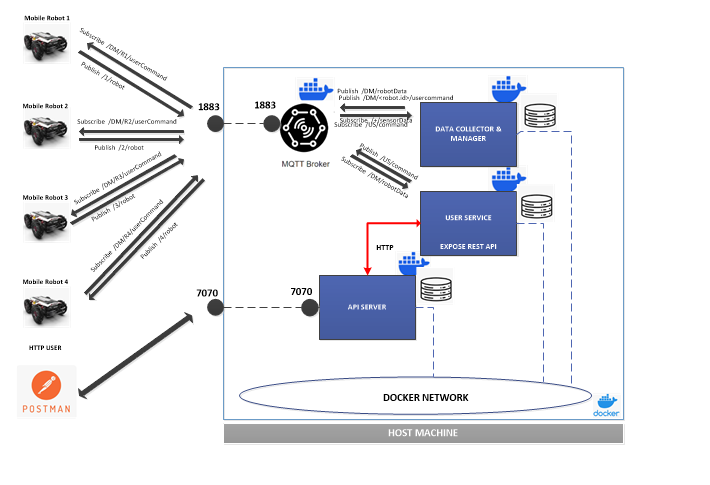 Mobile Robot 1
Subscribe /DM/R1/userCommand
Publish /1/robot
Mobile Robot 2
Subscribe /DM/R2/userCommand
Publish /2/robot
Mobile Robot 3
Subscribe /DM/R3/userCommand
Publish /3/robot
Mobile Robot 4
Subscribe /DM/R4/userCommand
Publish /4/robot
HTTP USER
POSTMAN
1883
1883
MQTT Broker
Publish /DM/robotData
Publish /DM/<robot.id>/usercommand
Subscribe /+/sensorData
Subscribe /US/command
DATA COLLECTOR &
MANAGER
Publish /US/command
Subscribe /DM/robotData
USER SERVICE
EXPOSE REST API
HTTP
7070
7070
API SERVER
DOCKER NETWORK
docker
HOST MACHINE